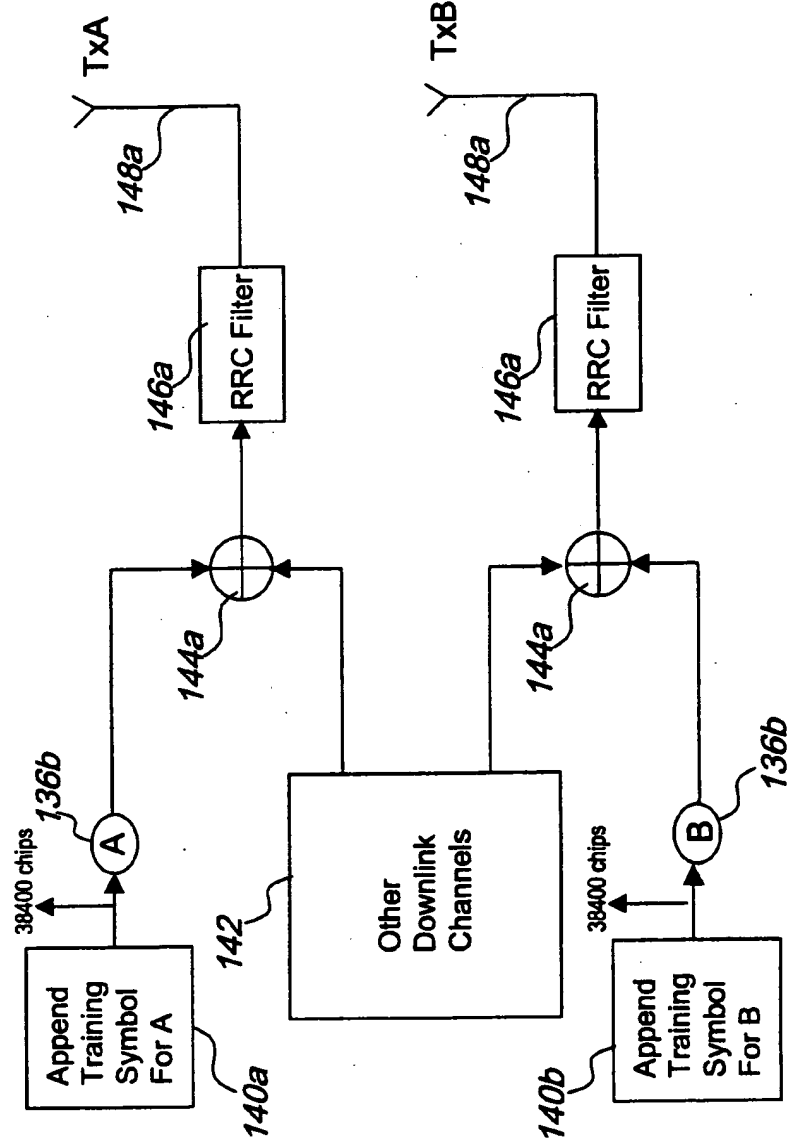 Append
Training
Symbol
For A
140a
38400 chips
A
136b
144a
146a
RRC Filter
148a
TxA
142
Other
Downlink
Channels
Append
Training
Symbol
For B
140b
38400 chips
B
136b
144a
146a
RRC Filter
148a
TxB